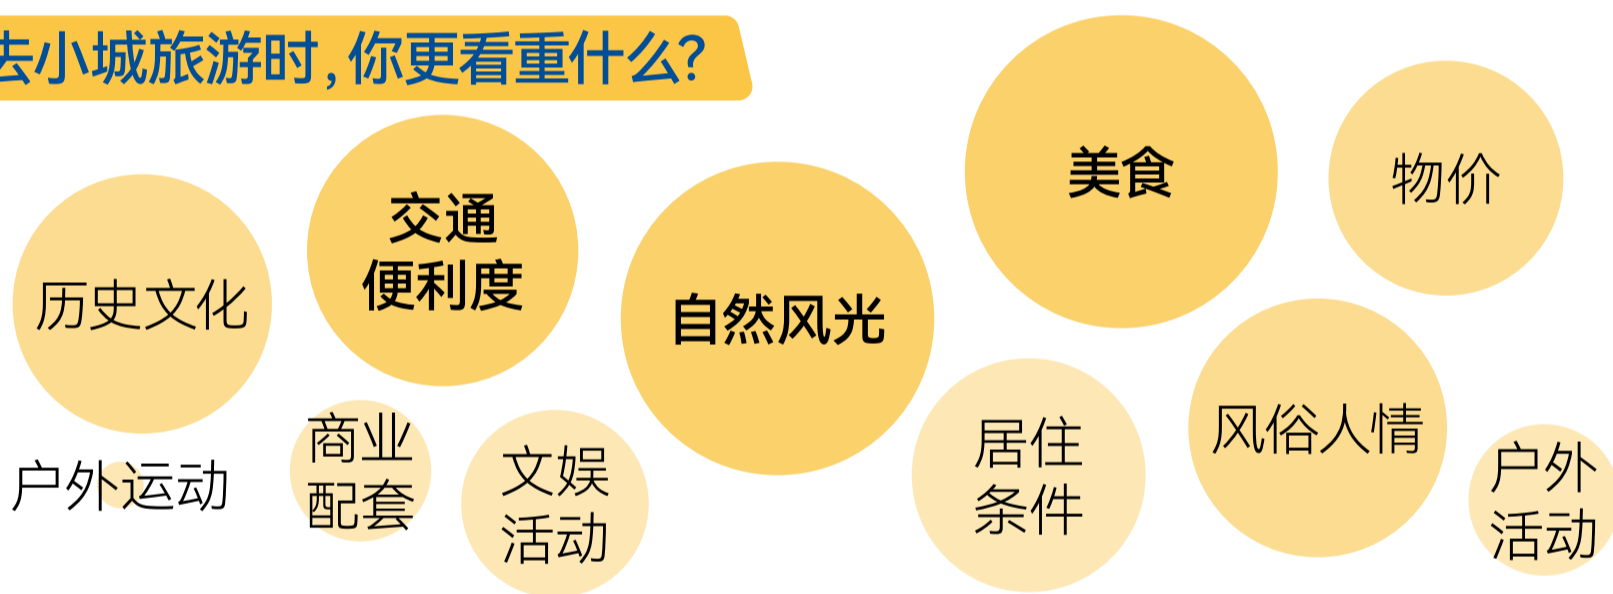 去小城旅游时,你更看重什么?
美食
物价
交通
便利度
历史文化
自然风光
风俗人情
商业
配套
居住
条件
户外运动
文娱
活动
户外
活动